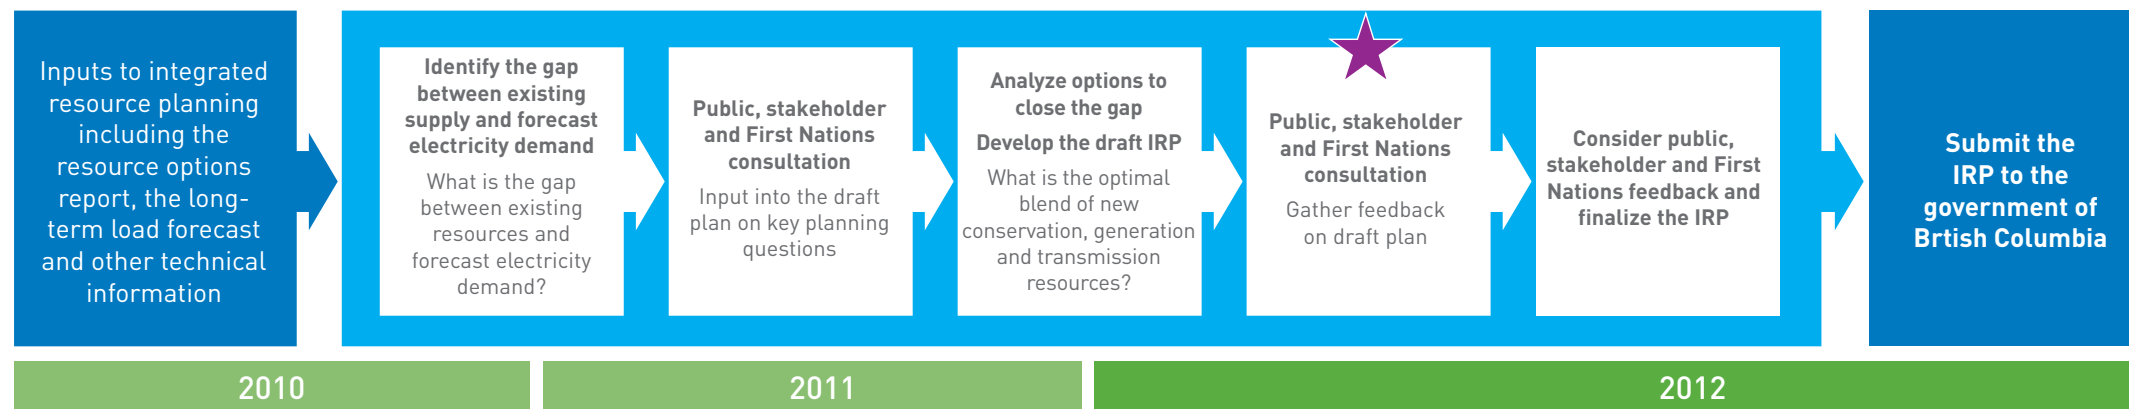 Inputs to integrated
resource planning
including the
resource options
report, the long-
term load forecast
and other technical
information
Identify the gap
between existing
supply and forecast
electricity demand
What is the gap
between existing
resources and
forecast electricity
demand?
Public, stakeholder
and First Nations
consultation
Input into the draft
plan on key planning
questions
Analyze options to
close the gap
Develop the draft IRP
What is the optimal
blend of new
conservation, generation
and transmission
resources?
Public, stakeholder
and First Nations
consultation
Gather feedback
on draft plan
Consider public,
stakeholder and First
Nations feedback and
finalize the IRP
Submit the
IRP to the
government of
Brtish Columbia
2010
2011
2012